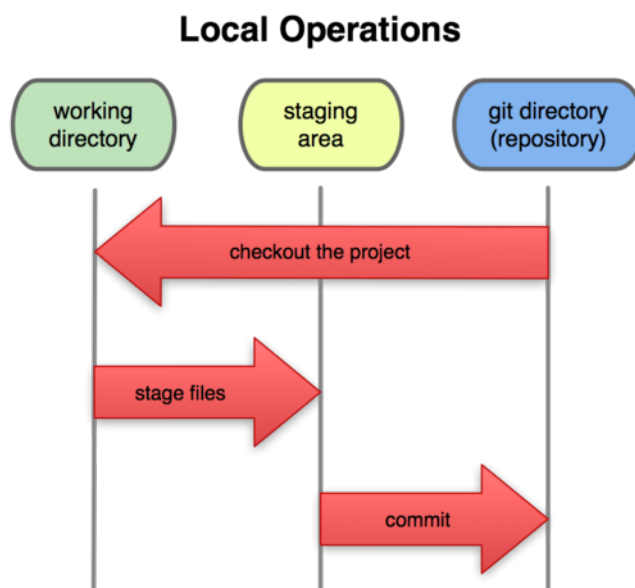 Local Operations
working
directory
staging
area
git directory
(repository)
checkout the project
stage files
commit